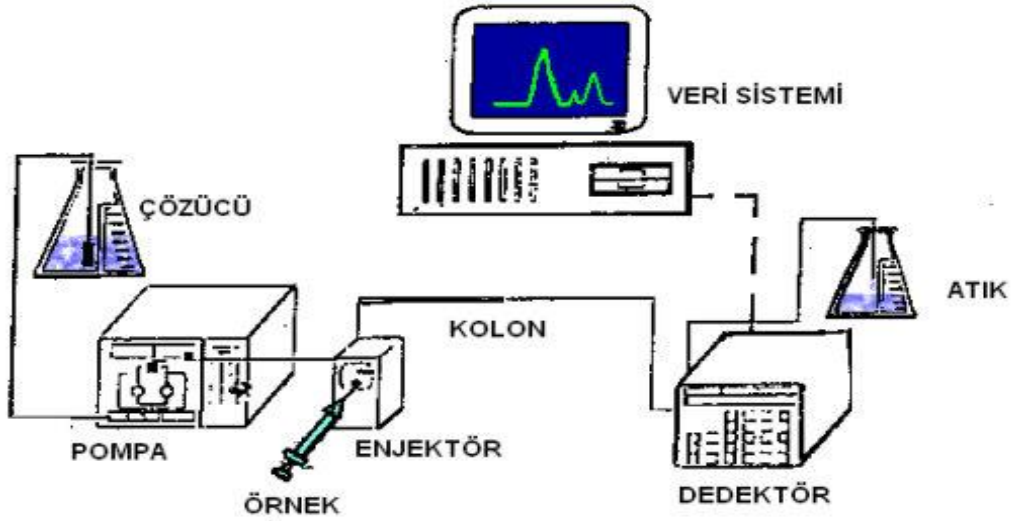 VERİ SİSTEMİ
ÇÖZÜCÜ
ATIK
KOLON
POMPA
ENJEKTÖR
ÖRNEK
DEDEKTÖR